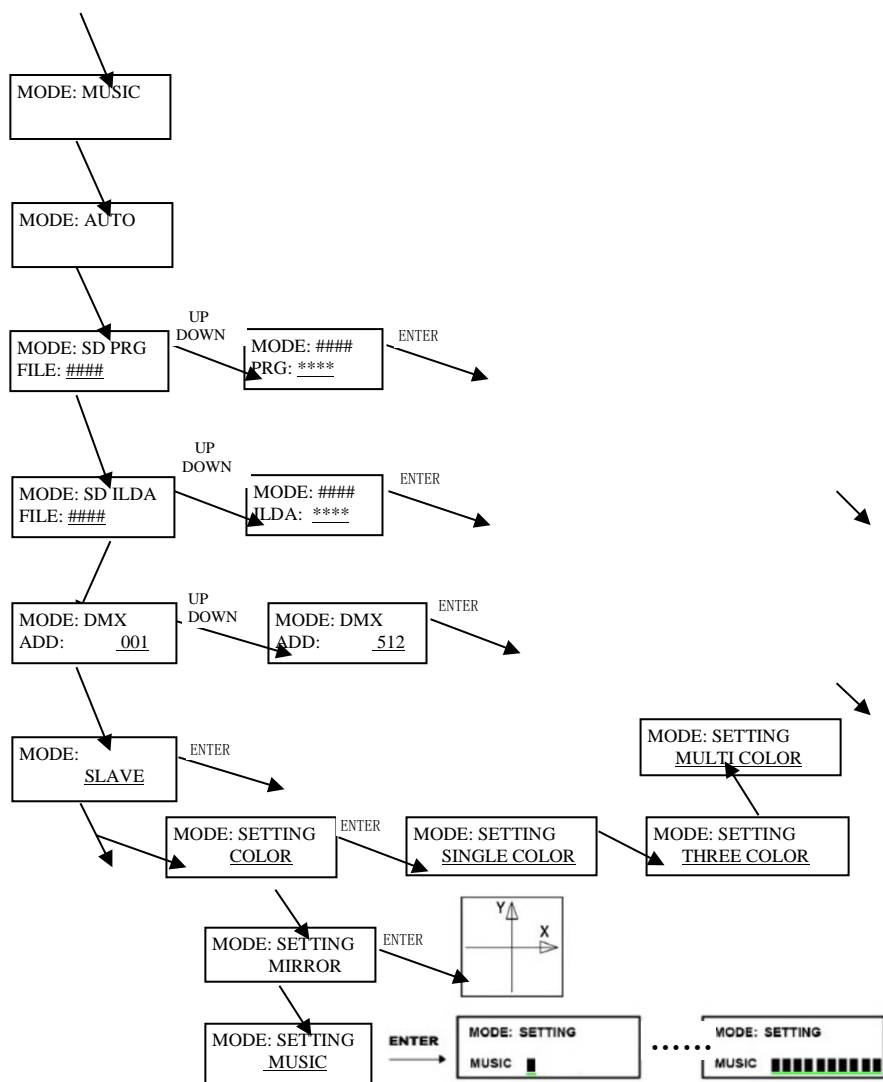 MODE: MUSIC
MODE: AUTO
UP
DOWN
MODE: SD PRG
FILE: ####
MODE: ####
PRG: ****
ENTER
UP
DOWN
MODE: SD ILDA
FILE: ####
MODE: ####
ILDA: ****
ENTER
UP
DOWN
MODE: DMX
ADD: 001
MODE: DMX
ADD: 512
ENTER
MODE:
SLAVE
ENTER
MODE: SETTING
MULTI COLOR
MODE: SETTING
COLOR
ENTER
MODE: SETTING
SINGLE COLOR
MODE: SETTING
THREE COLOR
MODE: SETTING
MIRROR
ENTER
Y
X
MODE: SETTING
MUSIC
ENTER
MODE: SETTING
MUSIC
......
MODE: SETTING
MUSIC